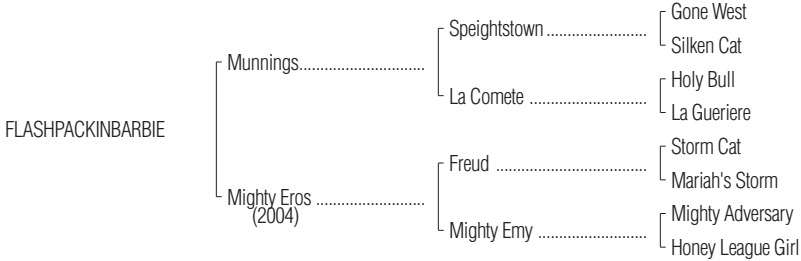 Gone West
Speightstown
Silken Cat
Munnings
Holy Bull
La Comete
La Gueriere
FLASHPACKINBARBIE
Storm Cat
Freud
Mariah's Storm
Mighty Eros
(2004)
Mighty Adversary
Mighty Emy
Honey League Girl